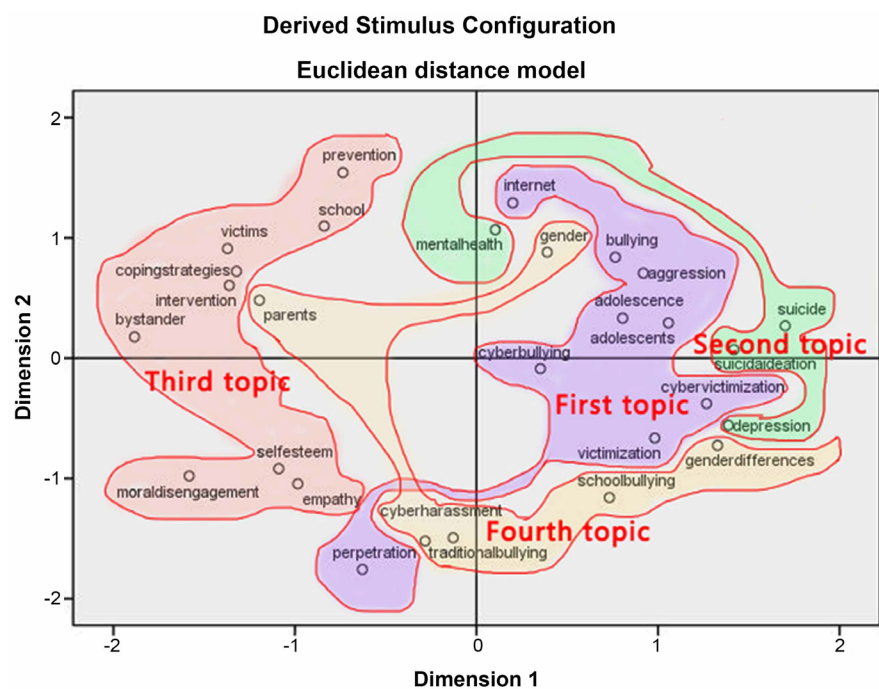 Derived Stimulus Configuration
Euclidean distance model
2
prevention
internet
school
victims
1
mentalhealth
gender
bullying
copingstrategies
aggression
intervention
adolescence
suicide
parents
bystander
adolescents
Second topic
cyberbullying
0
suicidaideation
Third topic
cybervictimization
First topic
depression
selfesteem
victimization
genderdifferences
-1
moraldisengagement
empathy
schoolbullying
cyberharassment
Fourth topic
perpetration
traditionalbullying
-2
-2
-1
0
1
2
Dimension 1
Dimension 2